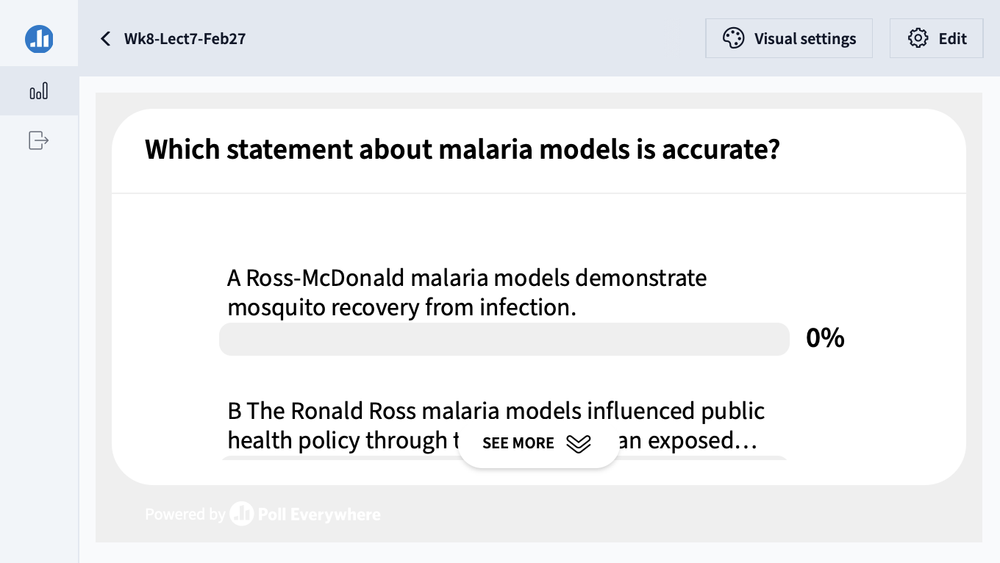 Wk8-Lect7-Feb27
Visual settings
Edit
Which statement about malaria models is accurate?
A Ross-McDonald malaria models demonstrate
mosquito recovery from infection.
0%
B The Ronald Ross malaria models influenced public
health policy through an exposed…
SEE MORE
Powered by Poll Everywhere